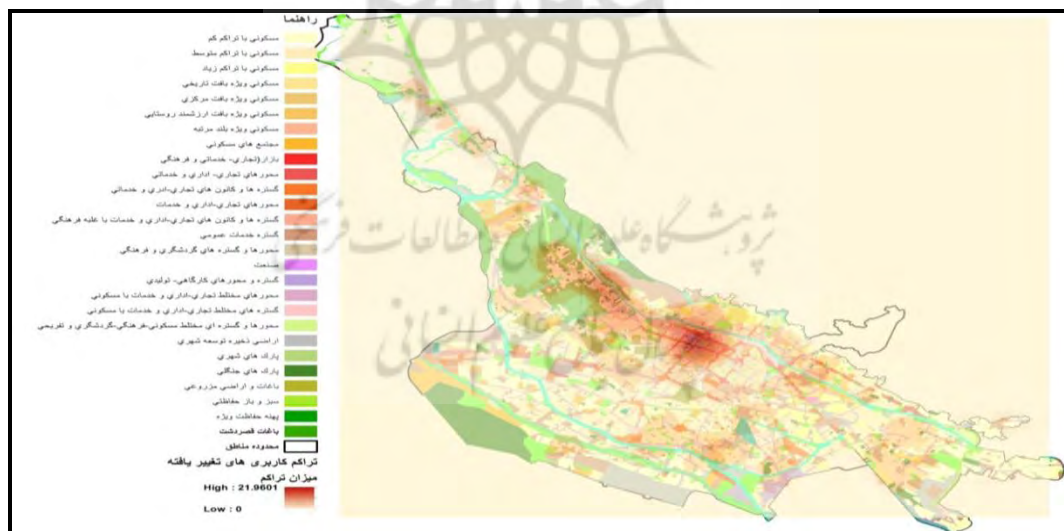 راهنما
مسکونی با تراکم کم
مسکونی با تراکم متوسط
مسکونی با تراکم زیاد
مسکونی ویژه بافت تاریخی
مسکونی ویژه بافت مرکزی
مسکونی ویژه بافت ارزشمند روستایی
مسکونی ویژه بلند مرتبه
مجتمع های مسکونی
بازار(تجاری- خدماتی و فرهنگی
محورهای تجاری- اداری و خدماتی
گستره ها و کانون های تجاری-ادری و خدماتی
محورهای تجاری-اداری و خدمات
گستره ها و کانون های تجاری-اداری و خدمات با غلبه فرهنگی
گستره خدمات عمومی
محورها و گستره های گردشگری و فرهنگی
صنعت
گستره و محورهای کارگاهی- تولیدی
محورهای مختلط تجاری-اداری و خدمات با مسکونی
گستره های مختلط تجاری-اداری و خدمات با مسکونی
محورها و گستره ای مختلط مسکونی-فرهنگی-گردشگری و تفریحی
اراضی ذخیره توسعه شهری
پارک های شهری
پارک های جنگلی
باغات و اراضی مزروعی
سبز و باز حفاظتی
پهنه حفاظت ویژه
باغات قصردشت
محدوده مناطق
تراکم کاربری های تغییر یافته
میزان تراکم
High : 21.9601
Low : 0
پژوهشگاه علوم انسانی و مطالعات فرهنگی